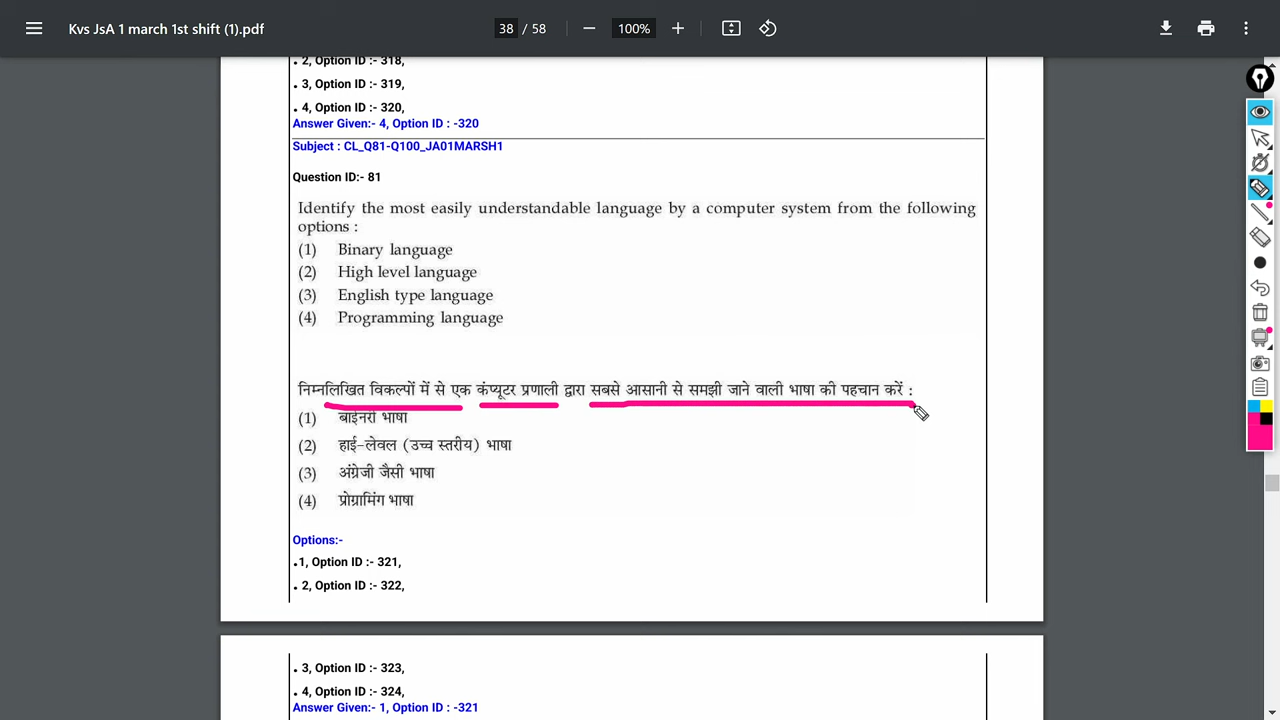 Kvs JsA 1 march 1st shift (1).pdf
38 / 58
100%
. 2, Option ID :- 318,
. 3, Option ID :- 319,
. 4, Option ID :- 320,
Answer Given:- 4, Option ID : -320
Subject : CL_Q81-Q100_JA01MARSH1
Question ID:- 81
Identify the most easily understandable language by a computer system from the following
options :
(1) Binary language
(2) High level language
(3) English type language
(4) Programming language
निम्नलिखित विकल्पों में से एक कंप्यूटर प्रणाली द्वारा सबसे आसानी से समझी जाने वाली भाषा की पहचान करें :
(1) बाईनरी भाषा
(2) हाई-लेवल (उच्च स्तरीय) भाषा
(3) अंग्रेजी जैसी भाषा
(4) प्रोग्रामिंग भाषा
Options:-
.1, Option ID :- 321,
. 2, Option ID :- 322,
. 3, Option ID :- 323,
. 4, Option ID :- 324,
Answer Given:- 1, Option ID : -321